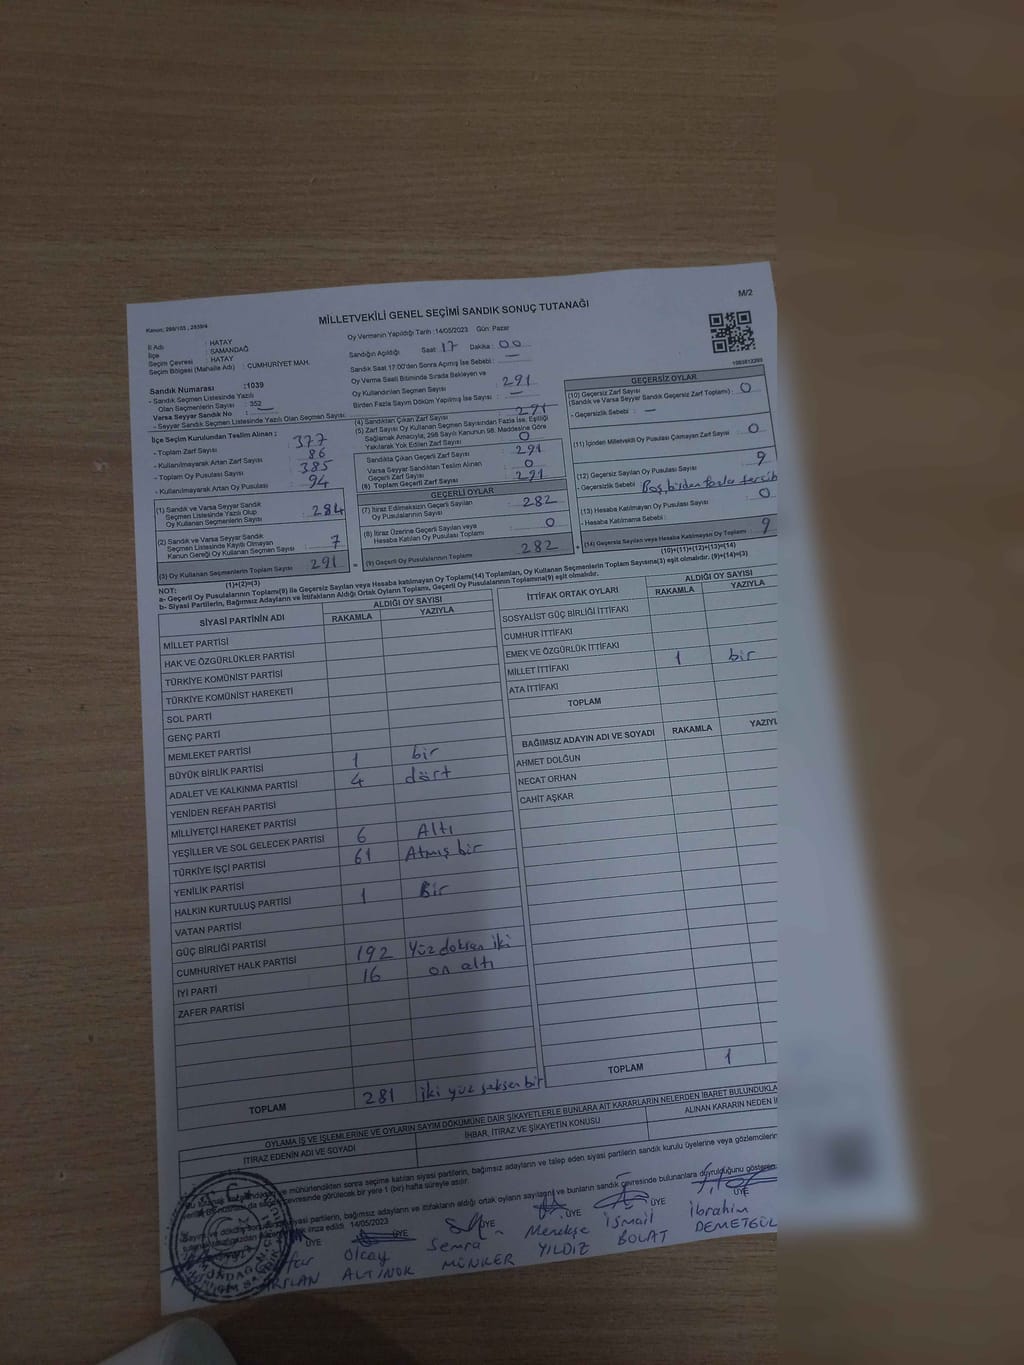 M/2
MİLLETVEKİLİ GENEL SEÇİMİ SANDIK SONUÇ TUTANAĞI
Kanun: 298/105 , 2839/4
Oy Vermenin Yapıldığı Tarih :14/05/2023 Gün: Pazar
İl Adı : HATAY
İlçe : SAMANDAĞ
Seçim Çevresi : HATAY
Seçim Bölgesi (Mahalle Adı) : CUMHURİYET MAH.
Sandık Numarası :1039
- Sandık Seçmen Listesinde Yazılı
Olan Seçmenlerin Sayısı : 352
Varsa Seyyar Sandık No : —
- Seyyar Sandık Seçmen Listesinde Yazılı Olan Seçmen Sayısı:
Sandığın Açıldığı Saat : 17 Dakika : 00
Sandık Saat 17:00'den Sonra Açılmış İse Sebebi : —
Oy Verme Saati Bitiminde Sırada Bekleyen ve
Oy Kullandırılan Seçmen Sayısı : 291
Birden Fazla Sayım Döküm Yapılmış İse Sayısı : —
İlçe Seçim Kurulundan Teslim Alınan :
- Toplam Zarf Sayısı : 377
- Kullanılmayarak Artan Zarf Sayısı : 86
- Toplam Oy Pusulası Sayısı : 385
- Kullanılmayarak Artan Oy Pusulası : 94
(1) Sandık ve Varsa Seyyar Sandık
Seçmen Listesinde Yazılı Olup
Oy Kullanan Seçmenlerin Sayısı : 284
(2) Sandık ve Varsa Seyyar Sandık
Seçmen Listesinde Kayıtlı Olmayan
Kanun Gereği Oy Kullanan Seçmen Sayısı : 7
(3) Oy Kullanan Seçmenlerin Toplam Sayısı : 291
(1)+(2)=(3)
(4) Sandıktan Çıkan Zarf Sayısı : 291
(5) Zarf Sayısı Oy Kullanan Seçmen Sayısından Fazla İse, Eşitliği
Sağlamak Amacıyla, 298 Sayılı Kanunun 98. Maddesine Göre
Yakılarak Yok Edilen Zarf Sayısı : 0
Sandıkta Çıkan Geçerli Zarf Sayısı : 291
Varsa Seyyar Sandıktan Teslim Alınan
Geçerli Zarf Sayısı : 0
(6) Toplam Geçerli Zarf Sayısı : 291
GEÇERLİ OYLAR
(7) İtiraz Edilmeksizin Geçerli Sayılan
Oy Pusulalarının Sayısı : 282
(8) İtiraz Üzerine Geçerli Sayılan veya
Hesaba Katılan Oy Pusulası Toplamı : 0
(9) Geçerli Oy Pusulalarının Toplamı : 282
1003812285
GEÇERSİZ OYLAR
(10) Geçersiz Zarf Sayısı
(Sandık ve Varsa Seyyar Sandık Geçersiz Zarf Toplamı) : 0
- Geçersizlik Sebebi : —
(11) İçinden Milletvekili Oy Pusulası Çıkmayan Zarf Sayısı : 0
(12) Geçersiz Sayılan Oy Pusulası Sayısı : 9
- Geçersizlik Sebebi Boş, birden fazla tercih
(13) Hesaba Katılmayan Oy Pusulası Sayısı : 0
- Hesaba Katılmama Sebebi :
(14) Geçersiz Sayılan veya Hesaba Katılmayan Oy Toplamı : 9
(10)+(11)+(12)+(13)=(14)
NOT:
a- Geçerli Oy Pusulalarının Toplamı(9) ile Geçersiz Sayılan veya Hesaba katılmayan Oy Toplamı(14) Toplamları, Oy Kullanan Seçmenlerin Toplam Sayısına(3) eşit olmalıdır. (9)+(14)=(3)
b- Siyasi Partilerin, Bağımsız Adayların ve İttifakların Aldığı Ortak Oyların Toplamı, Geçerli Oy Pusulalarının Toplamına(9) eşit olmalıdır.
SİYASİ PARTİNİN ADI ALDIĞI OY SAYISI
RAKAMLA YAZIYLA
MİLLET PARTİSİ
HAK VE ÖZGÜRLÜKLER PARTİSİ
TÜRKİYE KOMÜNİST PARTİSİ
TÜRKİYE KOMÜNİST HAREKETİ
SOL PARTİ
GENÇ PARTİ
MEMLEKET PARTİSİ 1 bir
BÜYÜK BİRLİK PARTİSİ
ADALET VE KALKINMA PARTİSİ 4 dört
YENİDEN REFAH PARTİSİ
MİLLİYETÇİ HAREKET PARTİSİ
YEŞİLLER VE SOL GELECEK PARTİSİ 6 Altı
TÜRKİYE İŞÇİ PARTİSİ 61 Atmış bir
YENİLİK PARTİSİ
HALKIN KURTULUŞ PARTİSİ 1 Bir
VATAN PARTİSİ
GÜÇ BİRLİĞİ PARTİSİ
CUMHURİYET HALK PARTİSİ 192 Yüz doksan iki
İYİ PARTİ 16 on altı
ZAFER PARTİSİ
TOPLAM 281 iki yüz seksen bir
İTTİFAK ORTAK OYLARI ALDIĞI OY SAYISI
RAKAMLA YAZIYLA
SOSYALİST GÜÇ BİRLİĞİ İTTİFAKI
CUMHUR İTTİFAKI
EMEK VE ÖZGÜRLÜK İTTİFAKI
MİLLET İTTİFAKI 1 bir
ATA İTTİFAKI
TOPLAM
BAĞIMSIZ ADAYIN ADI VE SOYADI RAKAMLA YAZIYL
AHMET DOLĞUN
NECAT ORHAN
CAHİT AŞKAR
TOPLAM 1
OYLAMA İŞ VE İŞLEMLERİNE VE OYLARIN SAYIM DÖKÜMÜNE DAİR ŞİKAYETLERLE BUNLARA AİT KARARLARIN NELERDEN İBARET BULUNDUKLA
İTİRAZ EDENİN ADI VE SOYADI
İHBAR, İTİRAZ VE ŞİKAYETİN KONUSU
ALINAN KARARIN NEDEN İ
ve mühürlendikten sonra seçime katılan siyasi partilerin, bağımsız adayların ve talep eden siyasi partilerin sandık kurulu üyelerine veya gözlemcilerin
çevresinde görülecek bir yere 1 (bir) hafta süreyle asılır.
siyasi partilerin, bağımsız adayların ve ittifakların aldığı ortak oyların sayılarını ve bunların sandık çevresinde bulunanlara duyrulduğunu gösteren
imza edildi. 14/05/2023
ÜYE ÜYE ÜYE ÜYE ÜYE ÜYE
ARSLAN
Olcay ALTINOK
Semra MÜNKER
Menekşe YILDIZ
İsmail BOLAT
İbrahim DEMETGÜL